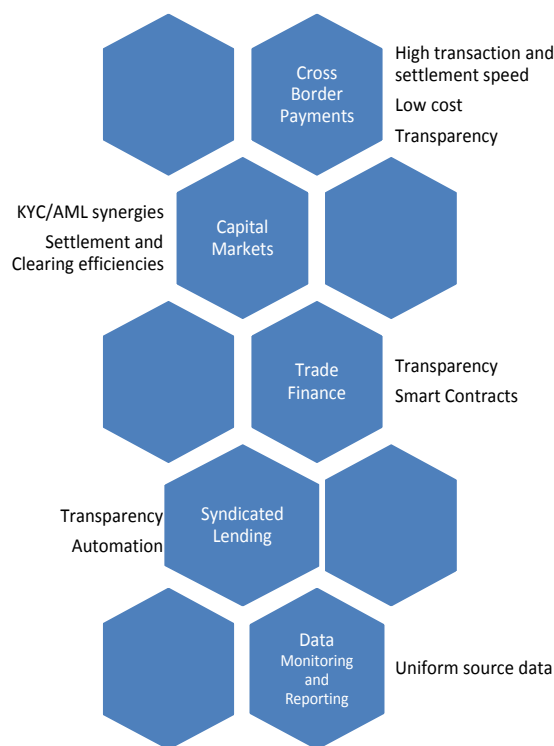 Cross
Border
Payments
High transaction and
settlement speed
Low cost
Transparency
KYC/AML synergies
Settlement and
Clearing efficiencies
Capital
Markets
Trade
Finance
Transparency
Smart Contracts
Transparency
Automation
Syndicated
Lending
Data
Monitoring
and
Reporting
Uniform source data